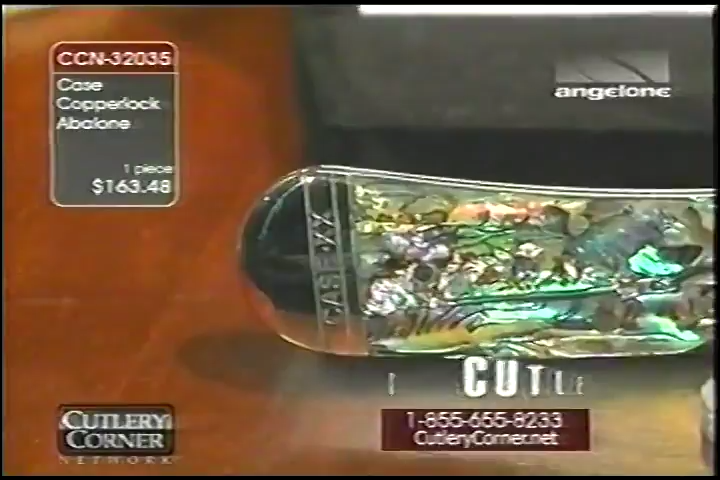 CCN-32035
Case
Copperlock
Abalone
1 piece
$163.48
angelone
CASE XX
CUTL
1-855-655-8233
CutleryCorner.net
CUTLERY
CORNER
NETWORK